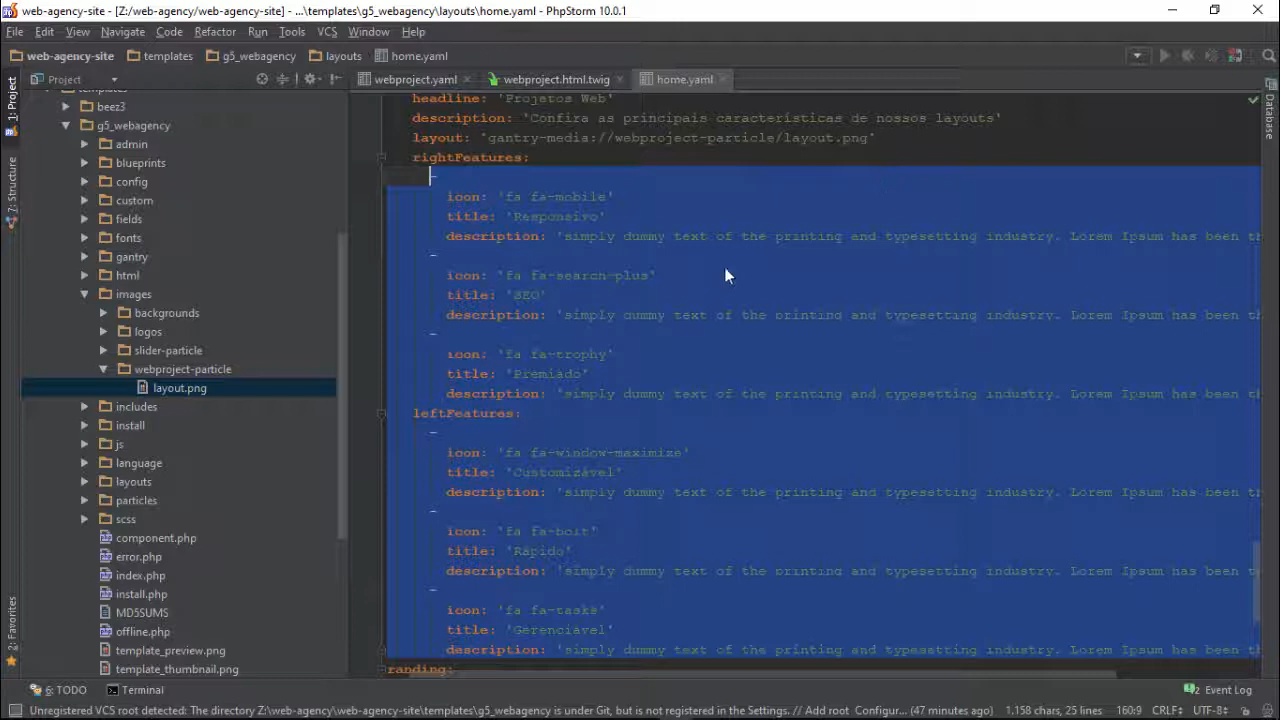 web-agency-site - [Z:/web-agency/web-agency-site] - ...\templates\g5_webagency\layouts\home.yaml - PhpStorm 10.0.1
File Edit View Navigate Code Refactor Run Tools VCS Window Help
web-agency-site templates g5_webagency layouts home.yaml
Project
webproject.yaml webproject.html.twig home.yaml
1: Project
7: Structure
2: Favorites
Database
templates
beez3
g5_webagency
admin
blueprints
config
custom
fields
fonts
gantry
html
images
backgrounds
logos
slider-particle
webproject-particle
layout.png
includes
install
js
language
layouts
particles
scss
component.php
error.php
index.php
install.php
MD5SUMS
offline.php
template_preview.png
template_thumbnail.png
headline: 'Projetos Web'
description: 'Confira as principais características de nossos layouts'
layout: "gantry-media://webproject-particle/layout.png"
rightFeatures:
-
icon: 'fa fa-mobile'
title: 'Responsivo'
description: 'simply dummy text of the printing and typesetting industry. Lorem Ipsum has been th
-
icon: 'fa fa-search-plus'
title: 'SEO'
description: 'simply dummy text of the printing and typesetting industry. Lorem Ipsum has been th
-
icon: 'fa fa-trophy'
title: 'Premiado'
description: 'simply dummy text of the printing and typesetting industry. Lorem Ipsum has been th
leftFeatures:
-
icon: 'fa fa-window-maximize'
title: 'Customizável'
description: 'simply dummy text of the printing and typesetting industry. Lorem Ipsum has been th
-
icon: 'fa fa-bolt'
title: 'Rápido'
description: 'simply dummy text of the printing and typesetting industry. Lorem Ipsum has been th
-
icon: 'fa fa-tasks'
title: 'Gerenciável'
description: 'simply dummy text of the printing and typesetting industry. Lorem Ipsum has been th
randing:
6: TODO Terminal Event Log
Unregistered VCS root detected: The directory Z:\web-agency\web-agency-site\templates\g5_webagency is under Git, but is not registered in the Settings. // Add root Configur... (47 minutes ago) 1.158 chars, 25 lines 160:9 CRLF÷ UTF-8÷